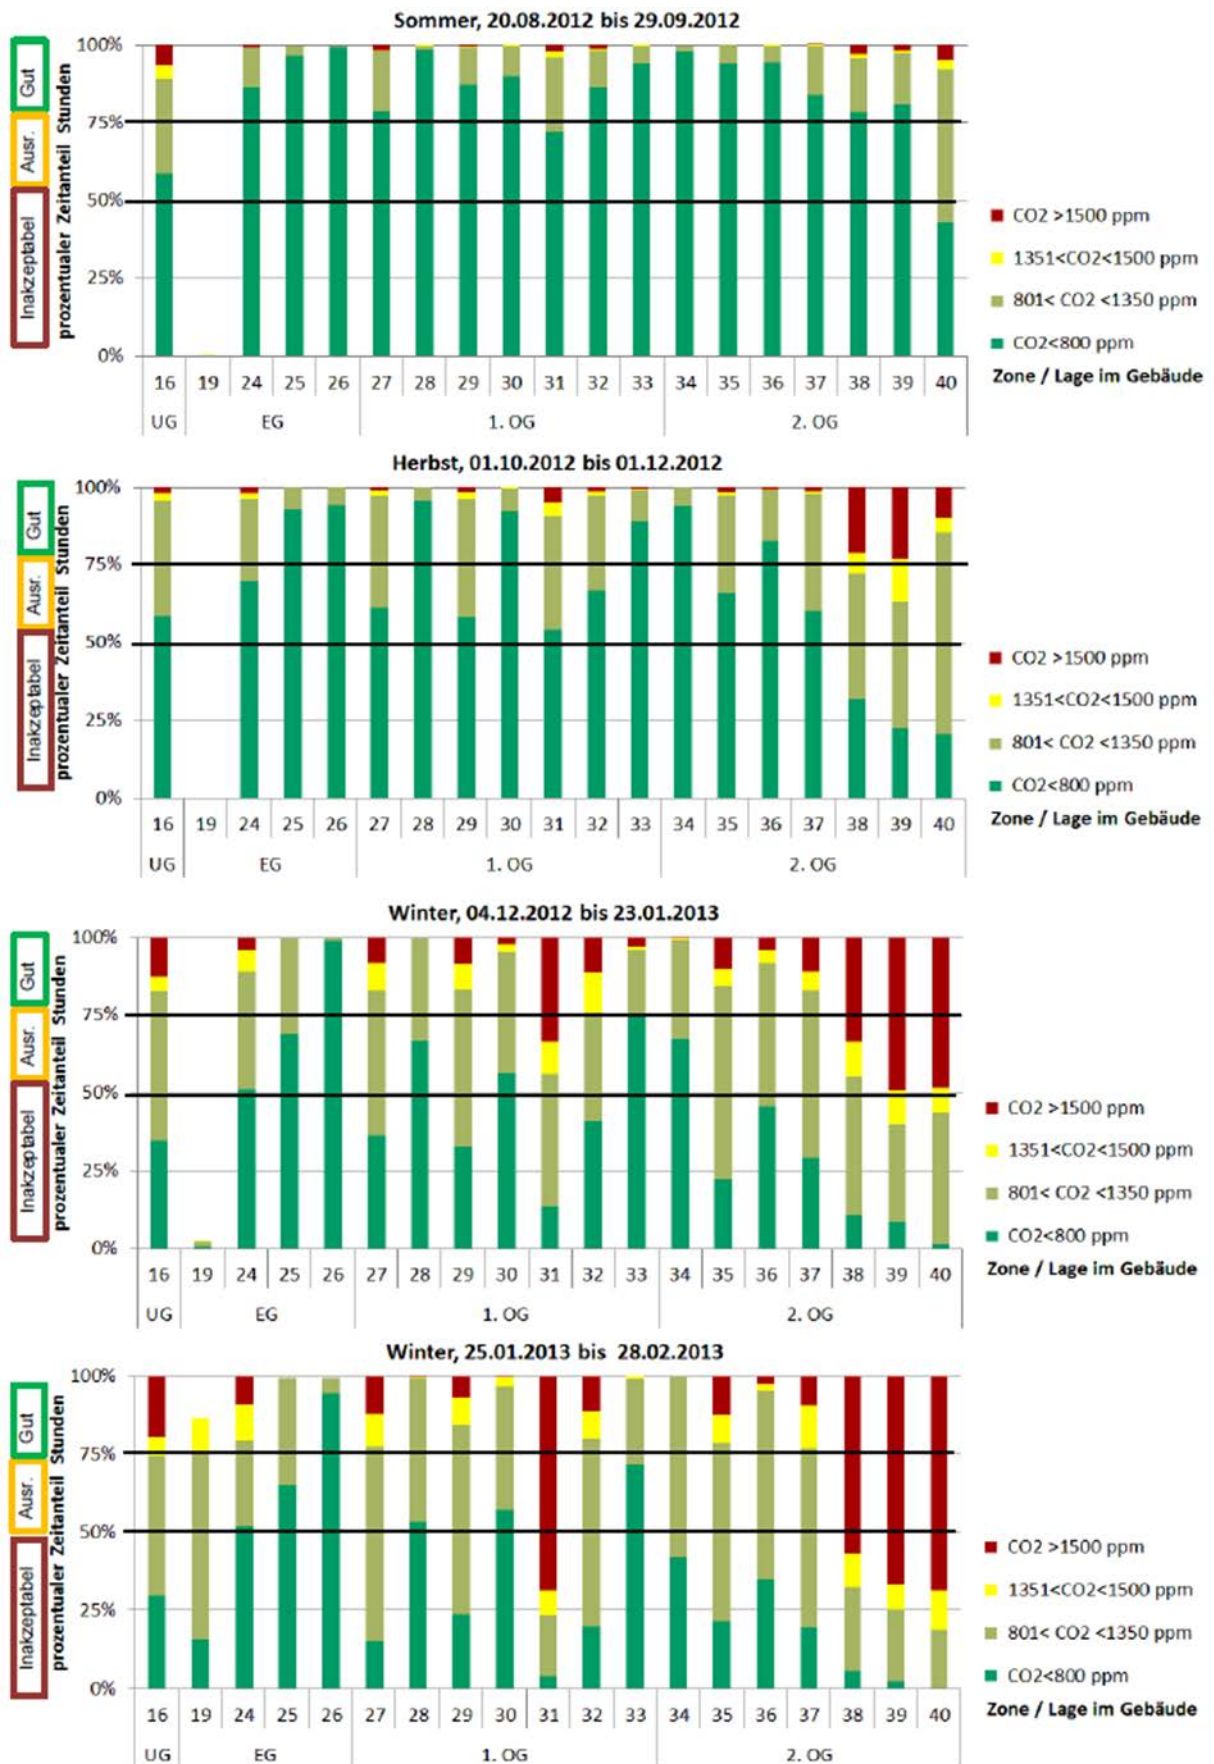 Sommer, 20.08.2012 bis 29.09.2012
Gut
Ausr.
Inakzeptabel
prozentualer Zeitanteil Stunden
100%
75%
50%
25%
0%
CO2 >1500 ppm
1351<CO2<1500 ppm
801< CO2 <1350 ppm
CO2<800 ppm
16 19 24 25 26 27 28 29 30 31 32 33 34 35 36 37 38 39 40
Zone / Lage im Gebäude
UG EG 1. OG 2. OG
Herbst, 01.10.2012 bis 01.12.2012
Gut
Ausr.
Inakzeptabel
prozentualer Zeitanteil Stunden
100%
75%
50%
25%
0%
CO2 >1500 ppm
1351<CO2<1500 ppm
801< CO2 <1350 ppm
CO2<800 ppm
16 19 24 25 26 27 28 29 30 31 32 33 34 35 36 37 38 39 40
Zone / Lage im Gebäude
UG EG 1. OG 2. OG
Winter, 04.12.2012 bis 23.01.2013
Gut
Ausr.
Inakzeptabel
prozentualer Zeitanteil Stunden
100%
75%
50%
25%
0%
CO2 >1500 ppm
1351<CO2<1500 ppm
801< CO2 <1350 ppm
CO2<800 ppm
16 19 24 25 26 27 28 29 30 31 32 33 34 35 36 37 38 39 40
Zone / Lage im Gebäude
UG EG 1. OG 2. OG
Winter, 25.01.2013 bis 28.02.2013
Gut
Ausr.
Inakzeptabel
prozentualer Zeitanteil Stunden
100%
75%
50%
25%
0%
CO2 >1500 ppm
1351<CO2<1500 ppm
801< CO2 <1350 ppm
CO2<800 ppm
16 19 24 25 26 27 28 29 30 31 32 33 34 35 36 37 38 39 40
Zone / Lage im Gebäude
UG EG 1. OG 2. OG